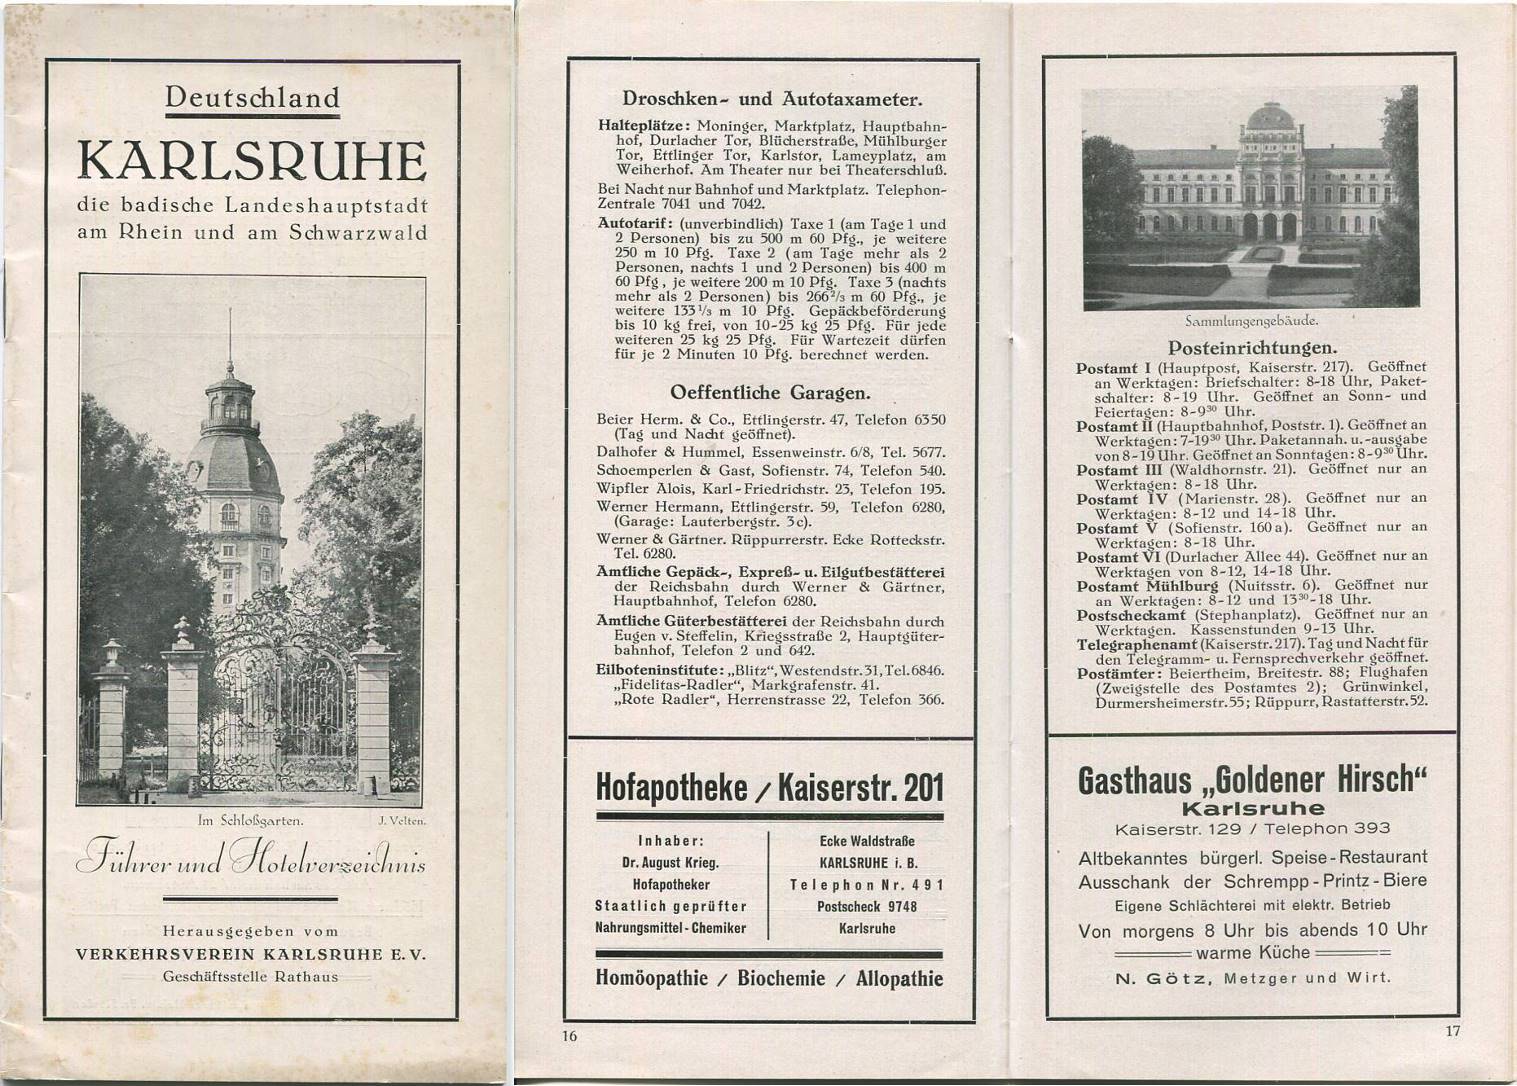 Deutschland
KARLSRUHE
die badische Landeshauptstadt
am Rhein und am Schwarzwald
Im Schloßgarten.
J. Velten.
Führer und Hotelverzeichnis
Herausgegeben vom
VERKEHRSVEREIN KARLSRUHE E.V.
Geschäftsstelle Rathaus
Droschken- und Autotaxameter.
Halteplätze: Moninger, Marktplatz, Hauptbahn-
hof, Durlacher Tor, Blücherstraße, Mühlburger
Tor, Ettlinger Tor, Karlstor, Lameyplatz, am
Weiherhof. Am Theater nur bei Theaterschluß.
Bei Nacht nur Bahnhof und Marktplatz. Telephon-
Zentrale 7041 und 7042.
Autotarif: (unverbindlich) Taxe 1 (am Tage 1 und
2 Personen) bis zu 500 m 60 Pfg., je weitere
250 m 10 Pfg. Taxe 2 (am Tage mehr als 2
Personen, nachts 1 und 2 Personen) bis 400 m
60 Pfg, je weitere 200 m 10 Pfg. Taxe 3 (nachts
mehr als 2 Personen) bis 266 2/3 m 60 Pfg., je
weitere 133 1/3 m 10 Pfg. Gepäckbeförderung
bis 10 kg frei, von 10-25 kg 25 Pfg. Für jede
weiteren 25 kg 25 Pfg. Für Wartezeit dürfen
für je 2 Minuten 10 Pfg. berechnet werden.
Oeffentliche Garagen.
Beier Herm. & Co., Ettlingerstr. 47, Telefon 6350
(Tag und Nacht geöffnet).
Dalhofer & Hummel, Essenweinstr. 6/8, Tel. 5677.
Schoemperlen & Gast, Sofienstr. 74, Telefon 540.
Wipfler Alois, Karl-Friedrichstr. 23, Telefon 195.
Werner Hermann, Ettlingerstr. 59, Telefon 6280,
(Garage: Lauterbergstr. 3c).
Werner & Gärtner. Rüppurrerstr. Ecke Rotteckstr.
Tel. 6280.
Amtliche Gepäck-, Expreß- u. Eilgutbestätterei
der Reichsbahn durch Werner & Gärtner,
Hauptbahnhof, Telefon 6280.
Amtliche Güterbestätterei der Reichsbahn durch
Eugen v. Steffelin, Kriegsstraße 2, Hauptgüter-
bahnhof, Telefon 2 und 642.
Eilboteninstitute: „Blitz“, Westendstr. 31, Tel. 6846.
„Fidelitas-Radler“, Markgrafenstr. 41.
„Rote Radler“, Herrenstrasse 22, Telefon 366.
Hofapotheke / Kaiserstr. 201
Inhaber:
Dr. August Krieg.
Hofapotheker
Staatlich geprüfter
Nahrungsmittel-Chemiker
Ecke Waldstraße
KARLSRUHE i. B.
Telephon Nr. 491
Postscheck 9748
Karlsruhe
Homöopathie / Biochemie / Allopathie
16
Sammlungengebäude.
Posteinrichtungen.
Postamt I (Hauptpost, Kaiserstr. 217). Geöffnet
an Werktagen: Briefschalter: 8-18 Uhr, Paket-
schalter: 8-19 Uhr. Geöffnet an Sonn- und
Feiertagen: 8-9³⁰ Uhr.
Postamt II (Hauptbahnhof, Poststr. 1). Geöffnet an
Werktagen: 7-19³⁰ Uhr. Paketannah. u.-ausgabe
von 8-19 Uhr. Geöffnet an Sonntagen: 8-9³⁰ Uhr.
Postamt III (Waldhornstr. 21). Geöffnet nur an
Werktagen: 8-18 Uhr.
Postamt IV (Marienstr. 28). Geöffnet nur an
Werktagen: 8-12 und 14-18 Uhr.
Postamt V (Sofienstr. 160 a). Geöffnet nur an
Werktagen: 8-18 Uhr.
Postamt VI (Durlacher Allee 44). Geöffnet nur an
Werktagen von 8-12, 14-18 Uhr.
Postamt Mühlburg (Nuitsstr. 6). Geöffnet nur
an Werktagen: 8-12 und 13³⁰-18 Uhr.
Postscheckamt (Stephanplatz). Geöffnet nur an
Werktagen. Kassenstunden 9-13 Uhr.
Telegraphenamt (Kaiserstr. 217). Tag und Nacht für
den Telegramm- u. Fernsprechverkehr geöffnet.
Postämter: Beiertheim, Breitestr. 88; Flughafen
(Zweigstelle des Postamtes 2); Grünwinkel,
Durmersheimerstr. 55; Rüppurr, Rastatterstr. 52.
Gasthaus „Goldener Hirsch“
Karlsruhe
Kaiserstr. 129 / Telephon 393
Altbekanntes bürgerl. Speise-Restaurant
Ausschank der Schrempp-Printz-Biere
Eigene Schlächterei mit elektr. Betrieb
Von morgens 8 Uhr bis abends 10 Uhr
warme Küche
N. Götz, Metzger und Wirt.
17